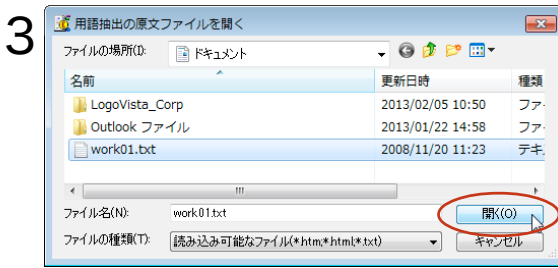 3
用語抽出の原文ファイルを開く
ファイルの場所(I): ドキュメント
名前 更新日時 種類
LogoVista_Corp 2013/02/05 10:50 ファ
Outlook ファイル 2013/01/22 14:58 ファ
work01.txt 2008/11/20 11:23 テキ
ファイル名(N): work01.txt 開く(O)
ファイルの種類(T): 読み込み可能なファイル(*.htm;*.html;*.txt) キャンセル